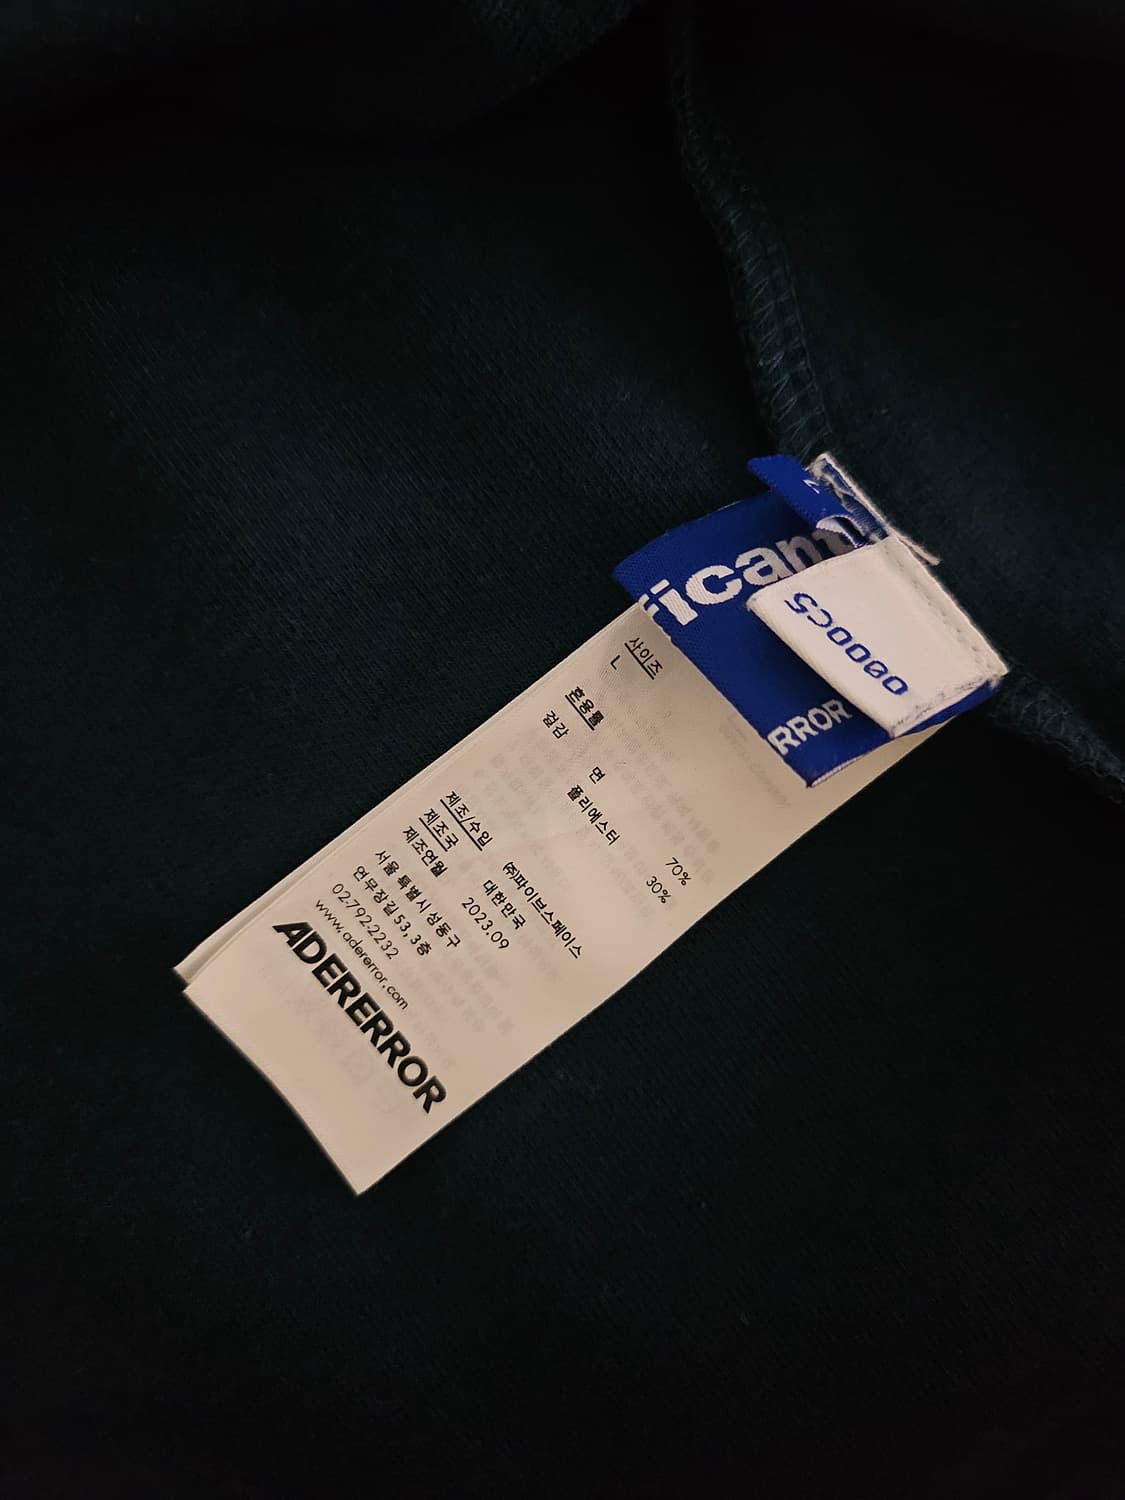 사이즈
L
혼용률
겉감 면 70%
폴리에스터 30%
제조/수입 ㈜파이브스페이스
제조국 대한민국
제조연월 2023.09
서울 특별시 성동구
연무장길 53, 3층
02-792-2232
www.adererror.com
ADERERROR
ficant
RROR
0000C5